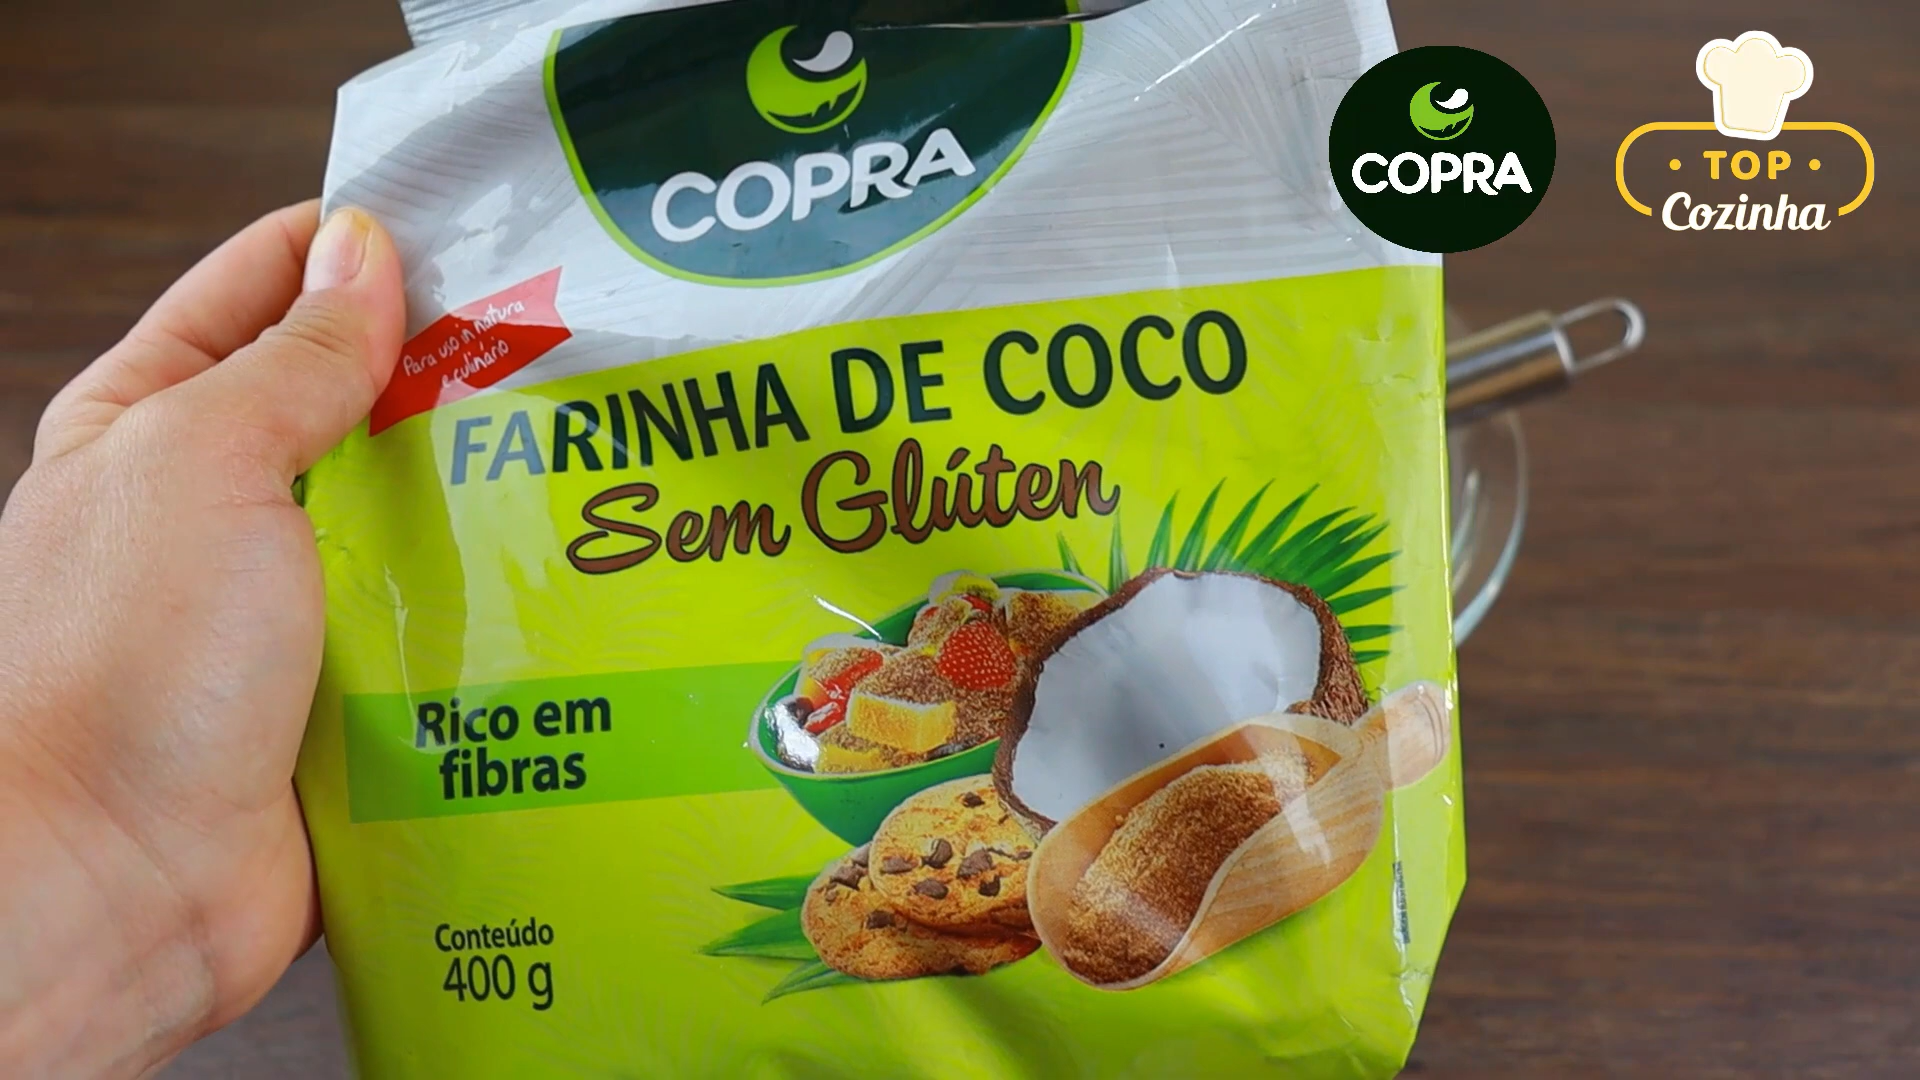 COPRA
Para uso in natura
e culinário
FARINHA DE COCO
Sem Glúten
Rico em
fibras
Conteúdo
400 g
COPRA
• TOP •
Cozinha